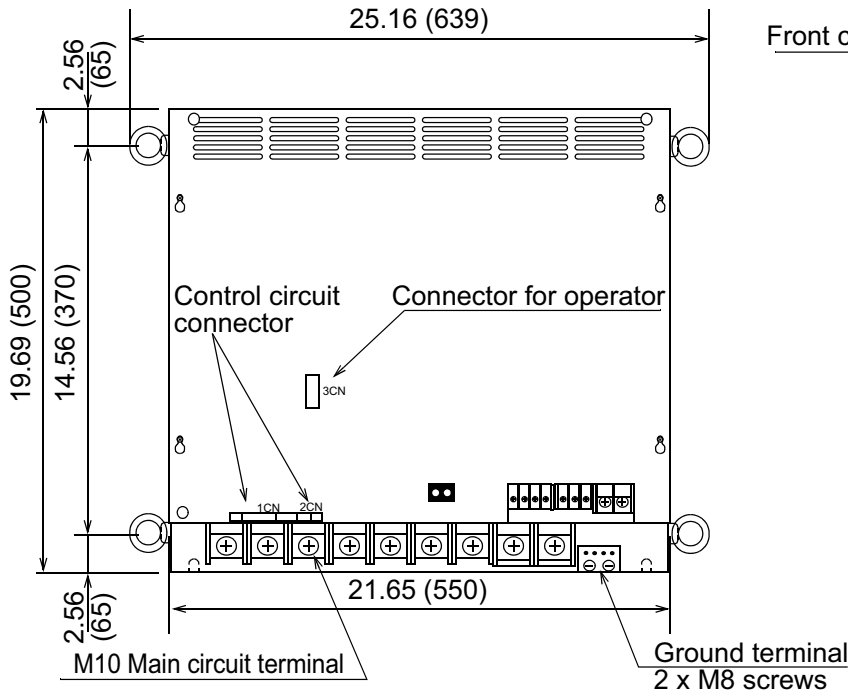 25.16 (639)
Front
2.56
(65)
19.69 (500)
14.56 (370)
Control circuit
connector
Connector for operator
3CN
1CN
2CN
21.65 (550)
2.56
(65)
M10 Main circuit terminal
Ground terminal
2 x M8 screws